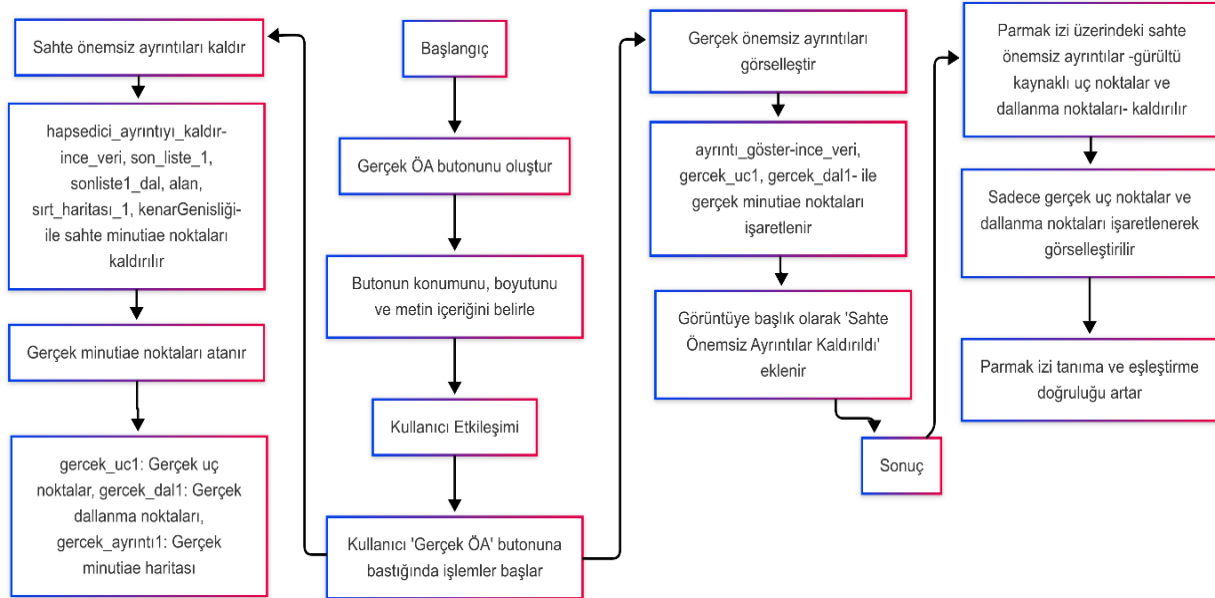 Başlangıç
Gerçek ÖA butonunu oluştur
Butonun konumunu, boyutunu
ve metin içeriğini belirle
Kullanıcı Etkileşimi
Kullanıcı 'Gerçek ÖA' butonuna
bastığında işlemler başlar
Sahte önemsiz ayrıntıları kaldır
hapsedici_ayrıntıyı_kaldır-
ince_veri, son_liste_1,
sonliste1_dal, alan,
sırt_haritası_1, kenarGenisliği-
ile sahte minutiae noktaları
kaldırılır
Gerçek minutiae noktaları atanır
gercek_uc1: Gerçek uç
noktalar, gercek_dal1: Gerçek
dallanma noktaları,
gercek_ayrıntı1: Gerçek
minutiae haritası
Gerçek önemsiz ayrıntıları
görselleştir
ayrıntı_göster-ince_veri,
gercek_uc1, gercek_dal1- ile
gerçek minutiae noktaları
işaretlenir
Görüntüye başlık olarak 'Sahte
Önemsiz Ayrıntılar Kaldırıldı'
eklenir
Sonuç
Parmak izi üzerindeki sahte
önemsiz ayrıntılar -gürültü
kaynaklı uç noktalar ve
dallanma noktaları- kaldırılır
Sadece gerçek uç noktalar ve
dallanma noktaları işaretlenerek
görselleştirilir
Parmak izi tanıma ve eşleştirme
doğruluğu artar